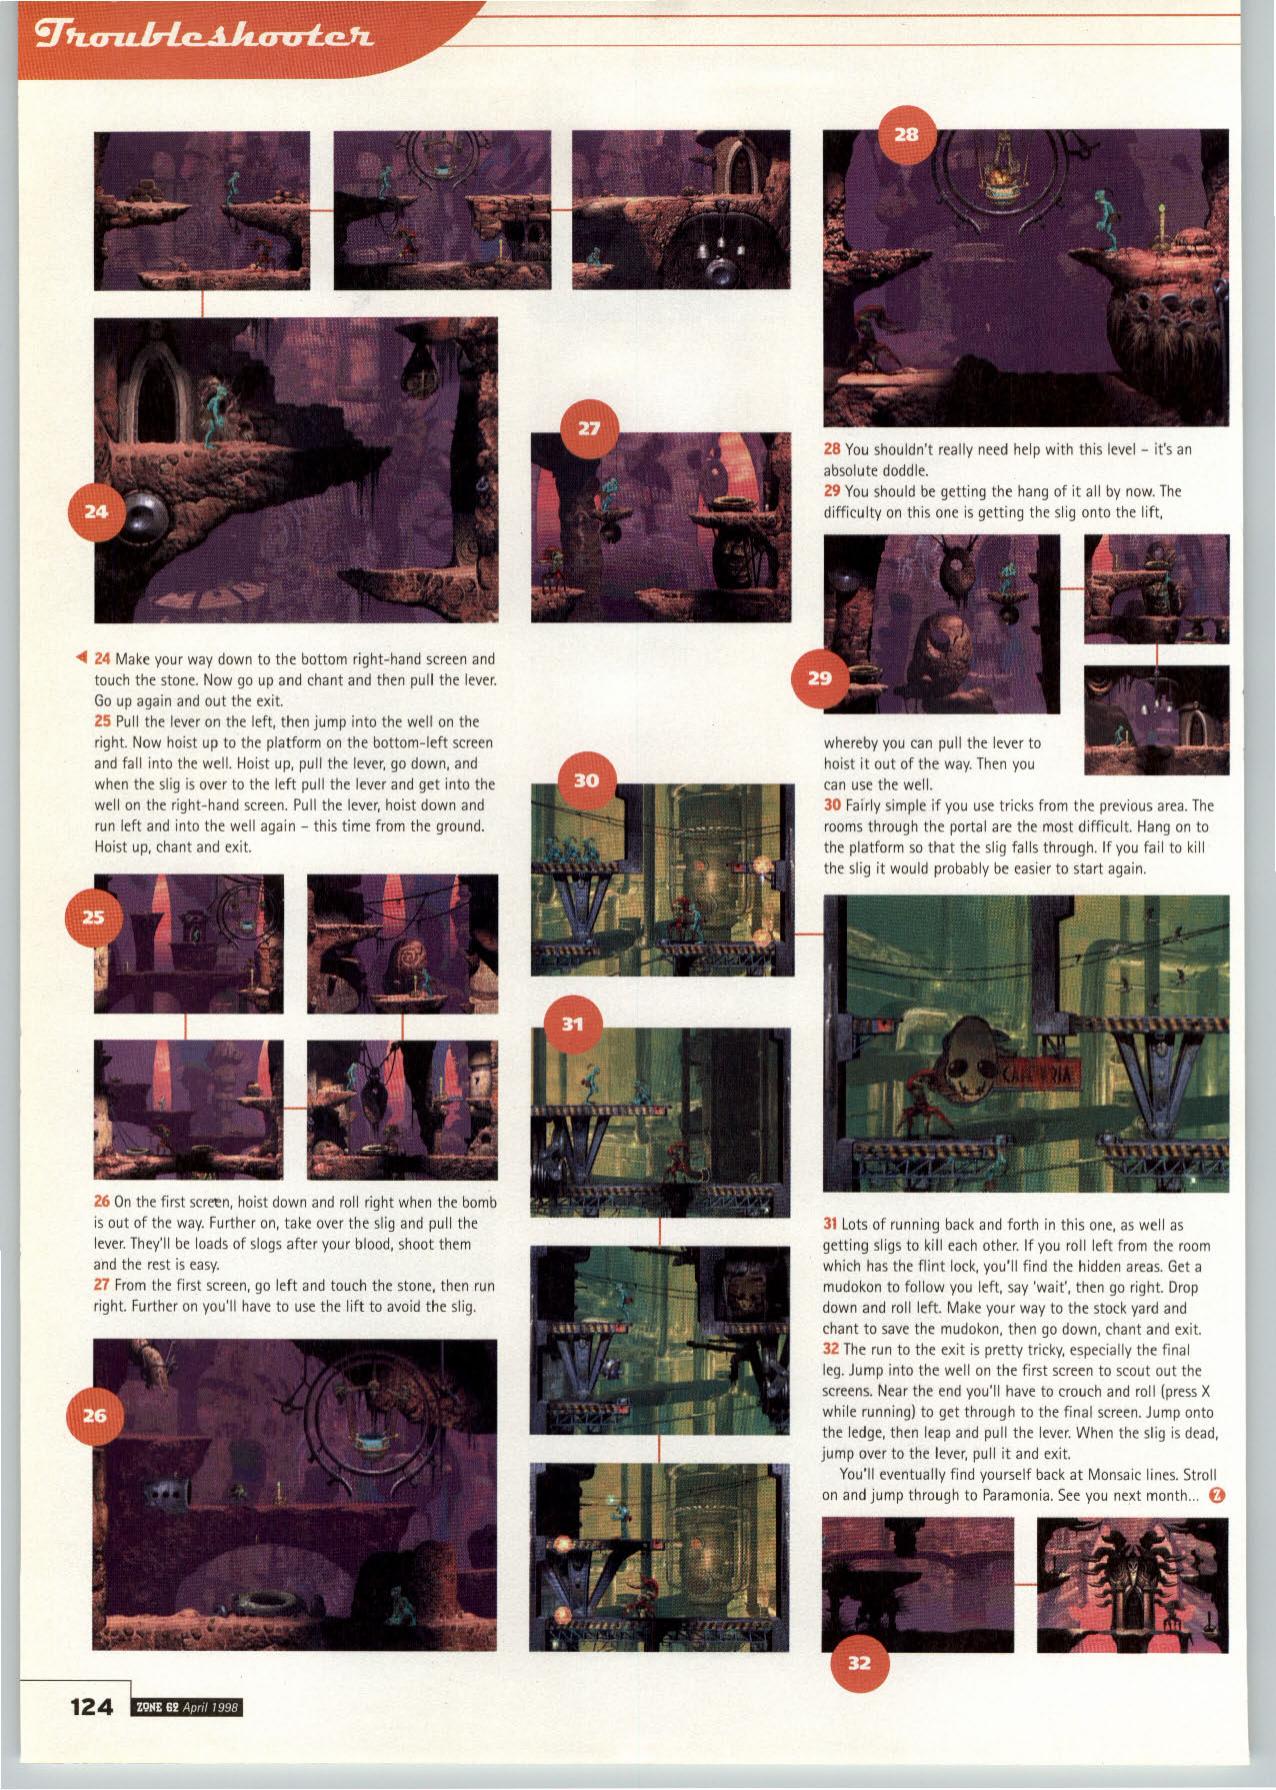 Troubleshooter
28
27
24
28 You shouldn't really need help with this level – it's an
absolute doddle.
29 You should be getting the hang of it all by now. The
difficulty on this one is getting the slig onto the lift,
29
24 Make your way down to the bottom right-hand screen and
touch the stone. Now go up and chant and then pull the lever.
Go up again and out the exit.
25 Pull the lever on the left, then jump into the well on the
right. Now hoist up to the platform on the bottom-left screen
and fall into the well. Hoist up, pull the lever, go down, and
when the slig is over to the left pull the lever and get into the
well on the right-hand screen. Pull the lever, hoist down and
run left and into the well again – this time from the ground.
Hoist up, chant and exit.
whereby you can pull the lever to
hoist it out of the way. Then you
can use the well.
30 Fairly simple if you use tricks from the previous area. The
rooms through the portal are the most difficult. Hang on to
the platform so that the slig falls through. If you fail to kill
the slig it would probably be easier to start again.
30
25
31
26 On the first screen, hoist down and roll right when the bomb
is out of the way. Further on, take over the slig and pull the
lever. They'll be loads of slogs after your blood, shoot them
and the rest is easy.
27 From the first screen, go left and touch the stone, then run
right. Further on you'll have to use the lift to avoid the slig.
26
31 Lots of running back and forth in this one, as well as
getting sligs to kill each other. If you roll left from the room
which has the flint lock, you'll find the hidden areas. Get a
mudokon to follow you left, say 'wait', then go right. Drop
down and roll left. Make your way to the stock yard and
chant to save the mudokon, then go down, chant and exit.
32 The run to the exit is pretty tricky, especially the final
leg. Jump into the well on the first screen to scout out the
screens. Near the end you'll have to crouch and roll (press X
while running) to get through to the final screen. Jump onto
the ledge, then leap and pull the lever. When the slig is dead,
jump over to the lever, pull it and exit.
You'll eventually find yourself back at Monsaic lines. Stroll
on and jump through to Paramonia. See you next month... Z
32
124 ZONE 62 April 1998